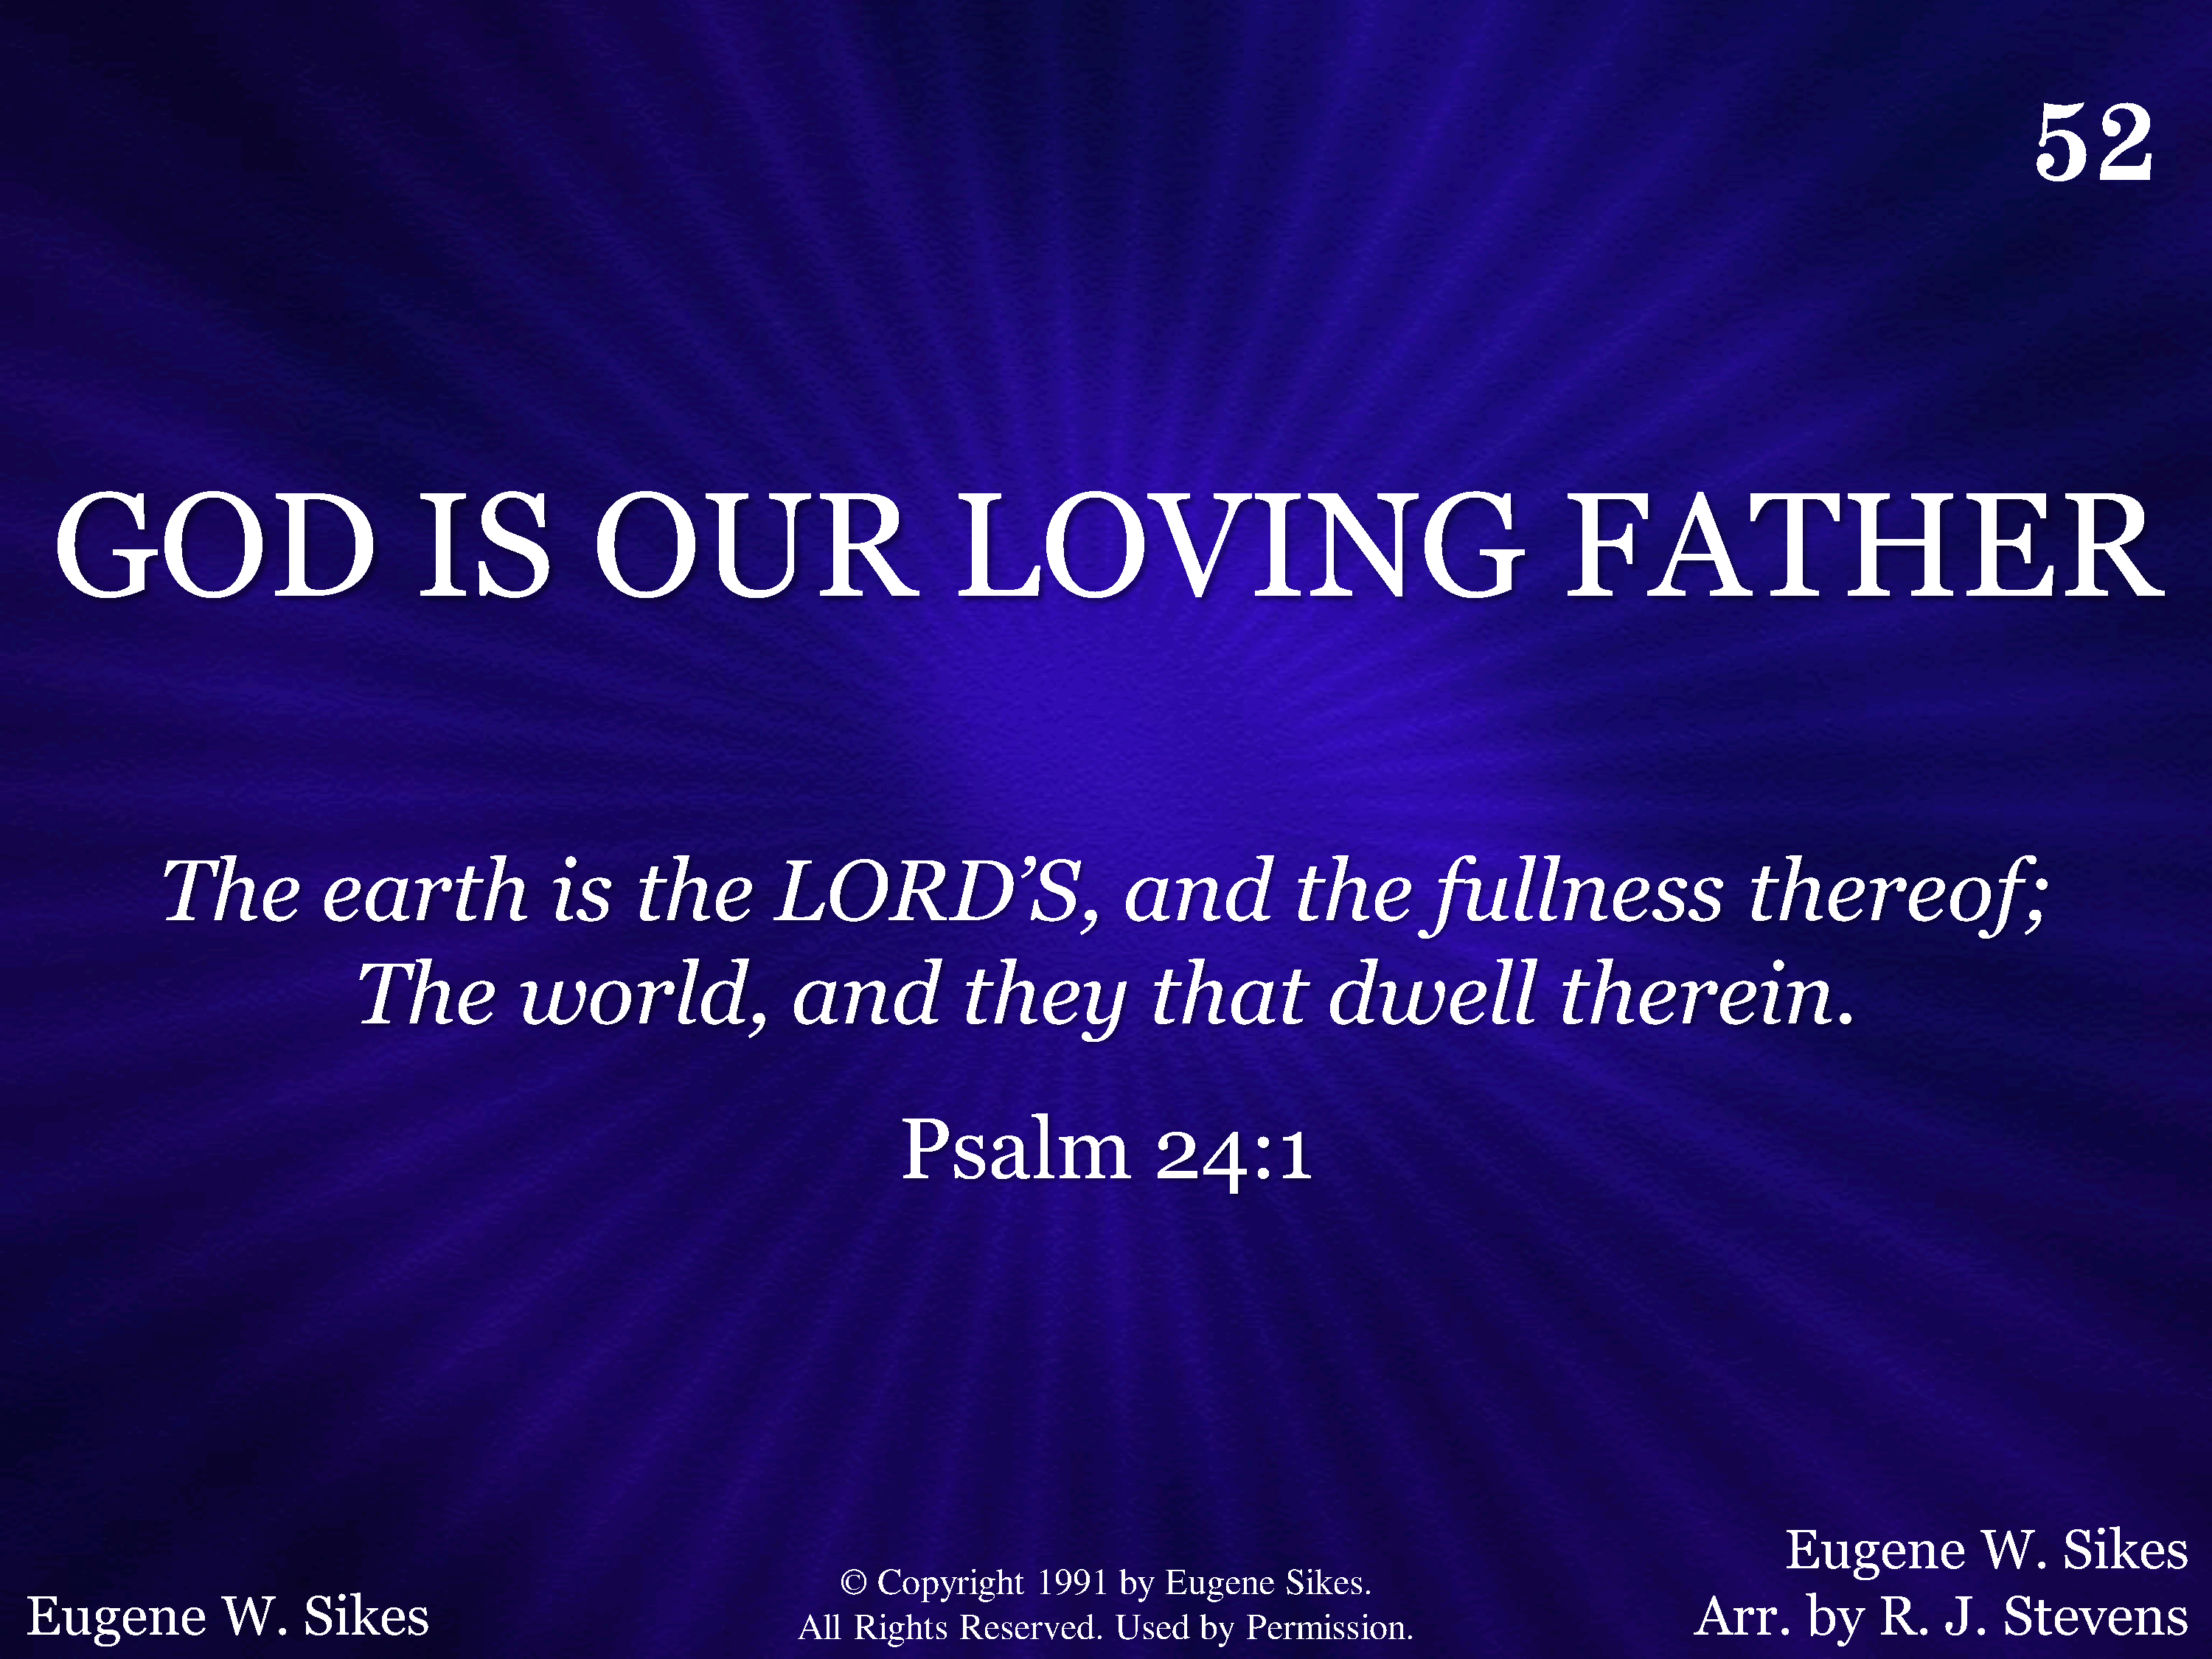 52
GOD IS OUR LOVING FATHER
The earth is the LORD’S, and the fullness thereof;
The world, and they that dwell therein.
Psalm 24:1
Eugene W. Sikes
© Copyright 1991 by Eugene Sikes.
All Rights Reserved. Used by Permission.
Eugene W. Sikes
Arr. by R. J. Stevens